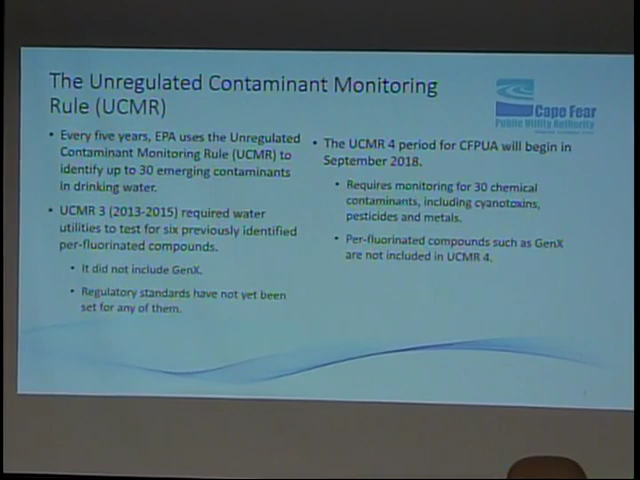 The Unregulated Contaminant Monitoring
Rule (UCMR)
Cape Fear
Public Utility Authority
• Every five years, EPA uses the Unregulated
Contaminant Monitoring Rule (UCMR) to
identify up to 30 emerging contaminants
in drinking water.
• UCMR 3 (2013-2015) required water
utilities to test for six previously identified
per-fluorinated compounds.
• It did not include GenX.
• Regulatory standards have not yet been
set for any of them.
• The UCMR 4 period for CFPUA will begin in
September 2018.
• Requires monitoring for 30 chemical
contaminants, including cyanotoxins,
pesticides and metals.
• Per-fluorinated compounds such as GenX
are not included in UCMR 4.